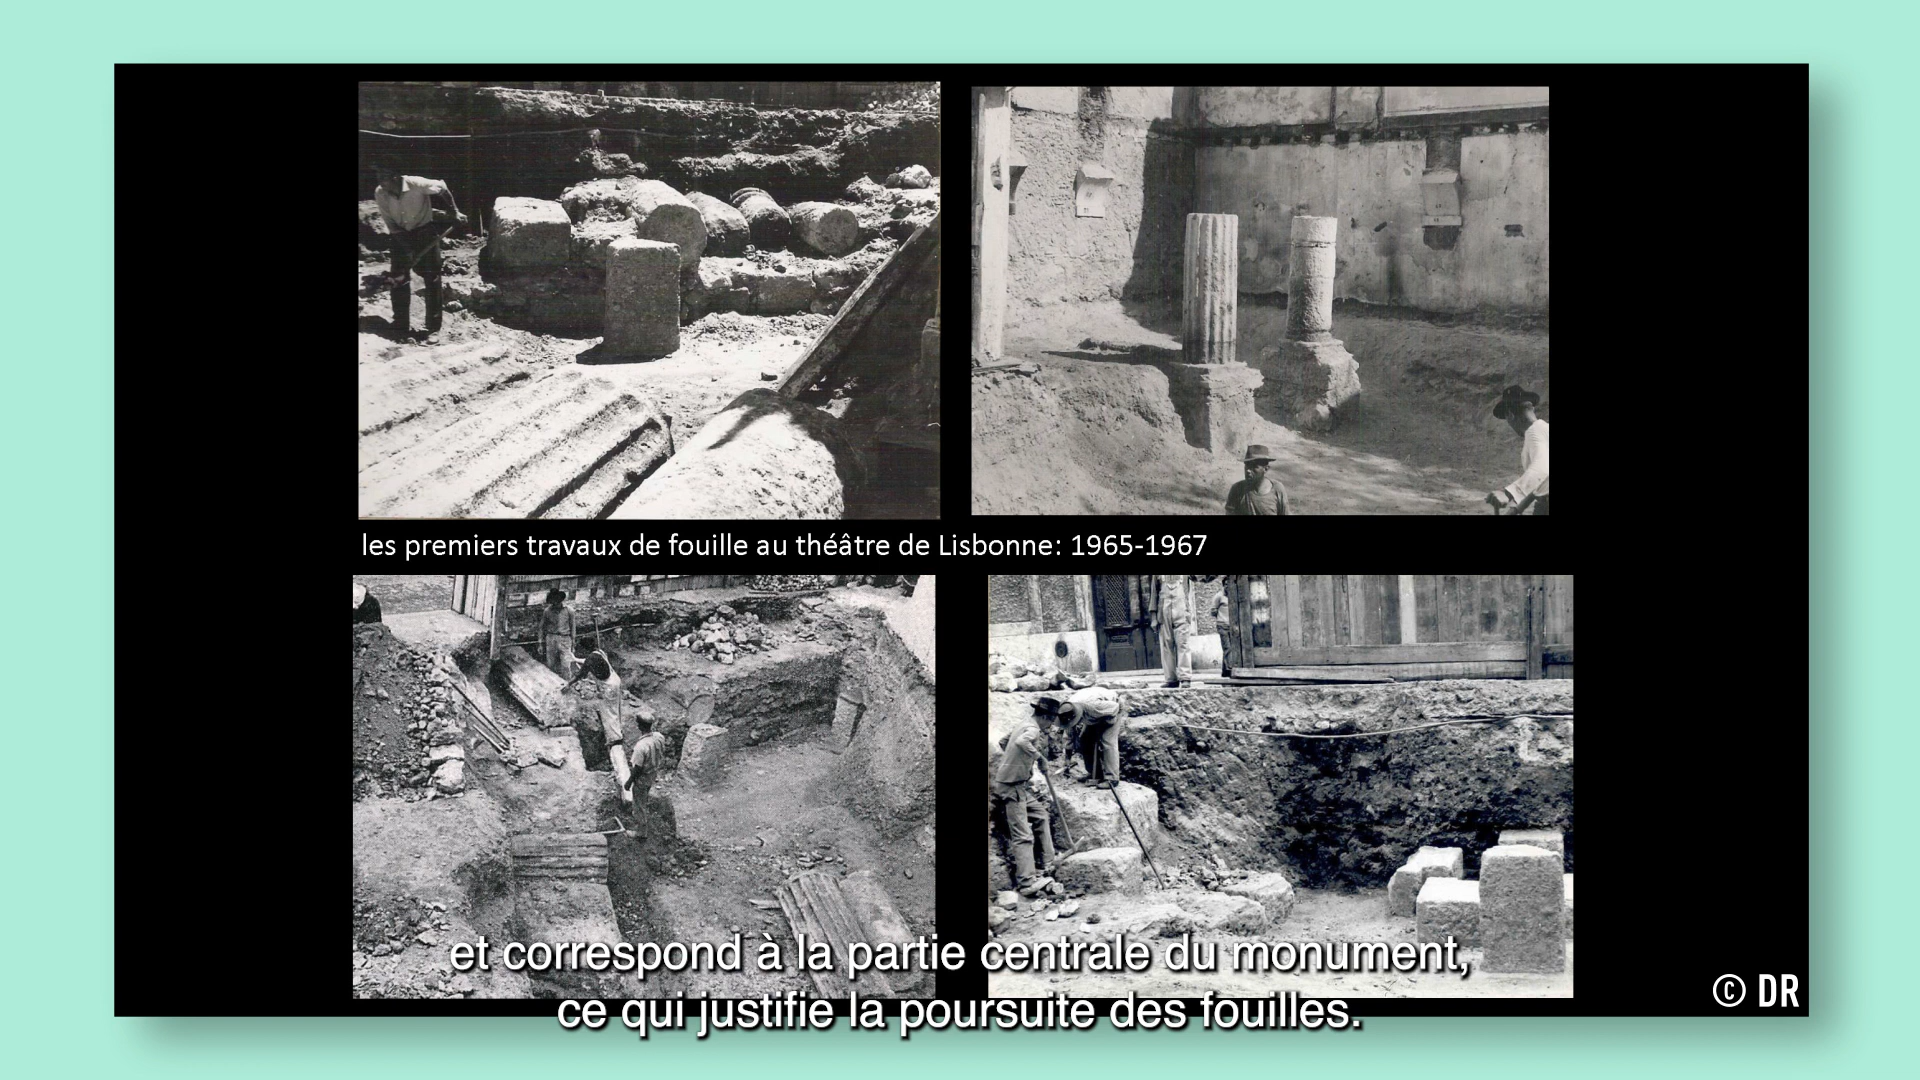 les premiers travaux de fouille au théâtre de Lisbonne: 1965-1967
et correspond à la partie centrale du monument,
ce qui justifie la poursuite des fouilles.
© DR